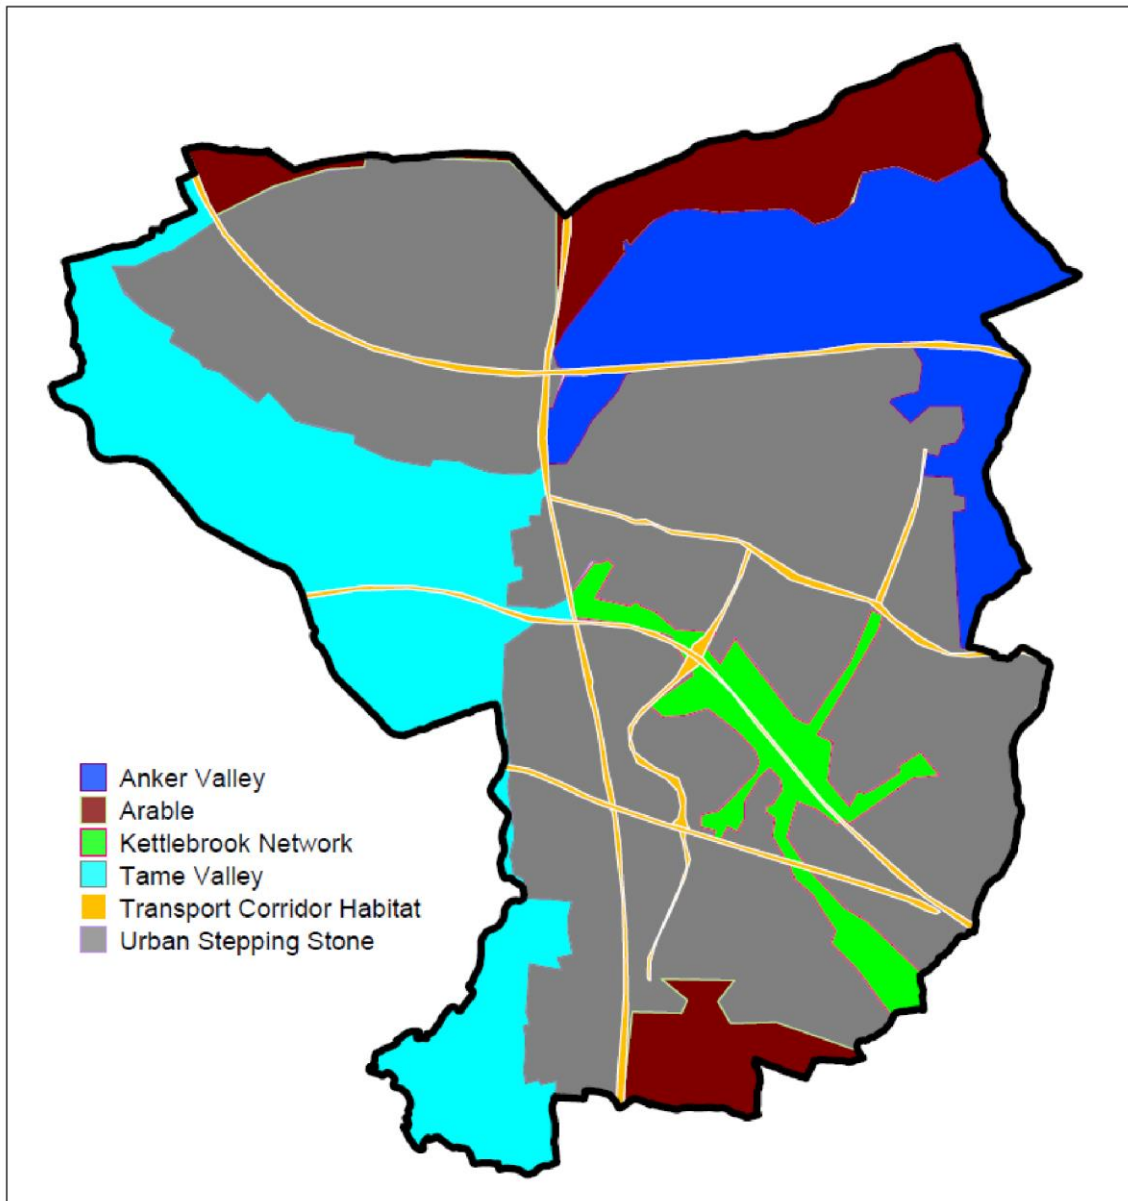 Anker Valley
Arable
Kettlebrook Network
Tame Valley
Transport Corridor Habitat
Urban Stepping Stone